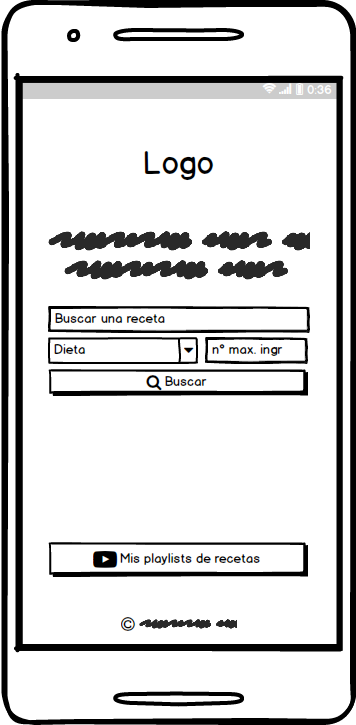 0:36
Logo
Buscar una receta
Dieta
nº max. ingr
Buscar
Mis playlists de recetas
©